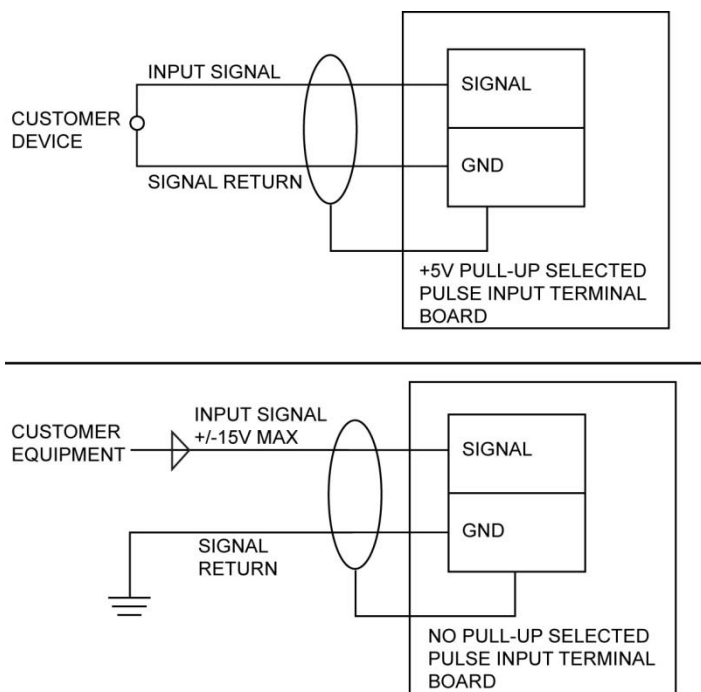 INPUT SIGNAL
SIGNAL
CUSTOMER
DEVICE
GND
SIGNAL RETURN
+5V PULL-UP SELECTED
PULSE INPUT TERMINAL
BOARD
INPUT SIGNAL
+/-15V MAX
CUSTOMER
EQUIPMENT
SIGNAL
GND
SIGNAL
RETURN
NO PULL-UP SELECTED
PULSE INPUT TERMINAL
BOARD